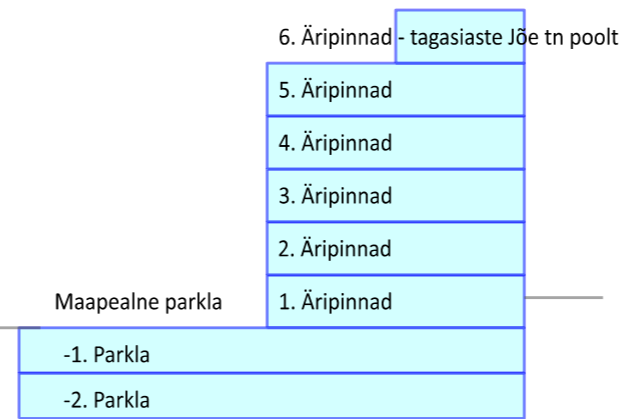 6. Äripinnad - tagasiaste Jõe tn poolt
5. Äripinnad
4. Äripinnad
3. Äripinnad
2. Äripinnad
Maapealne parkla
1. Äripinnad
-1. Parkla
-2. Parkla